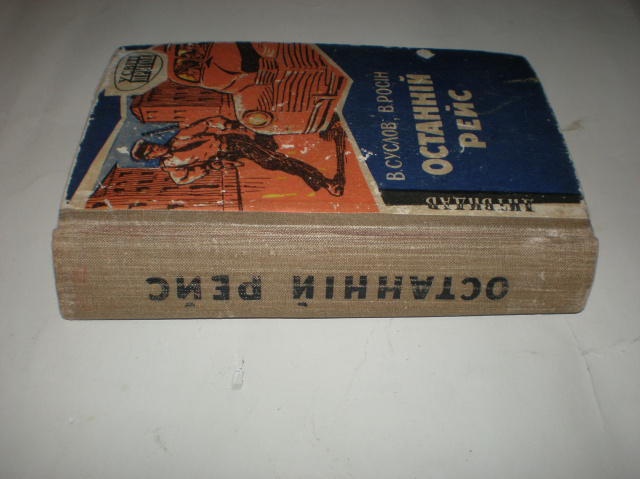 В. СУСЛОВ, В. РОСІН
ОСТАННІЙ
РЕЙС
ОСТАННІЙ РЕЙС